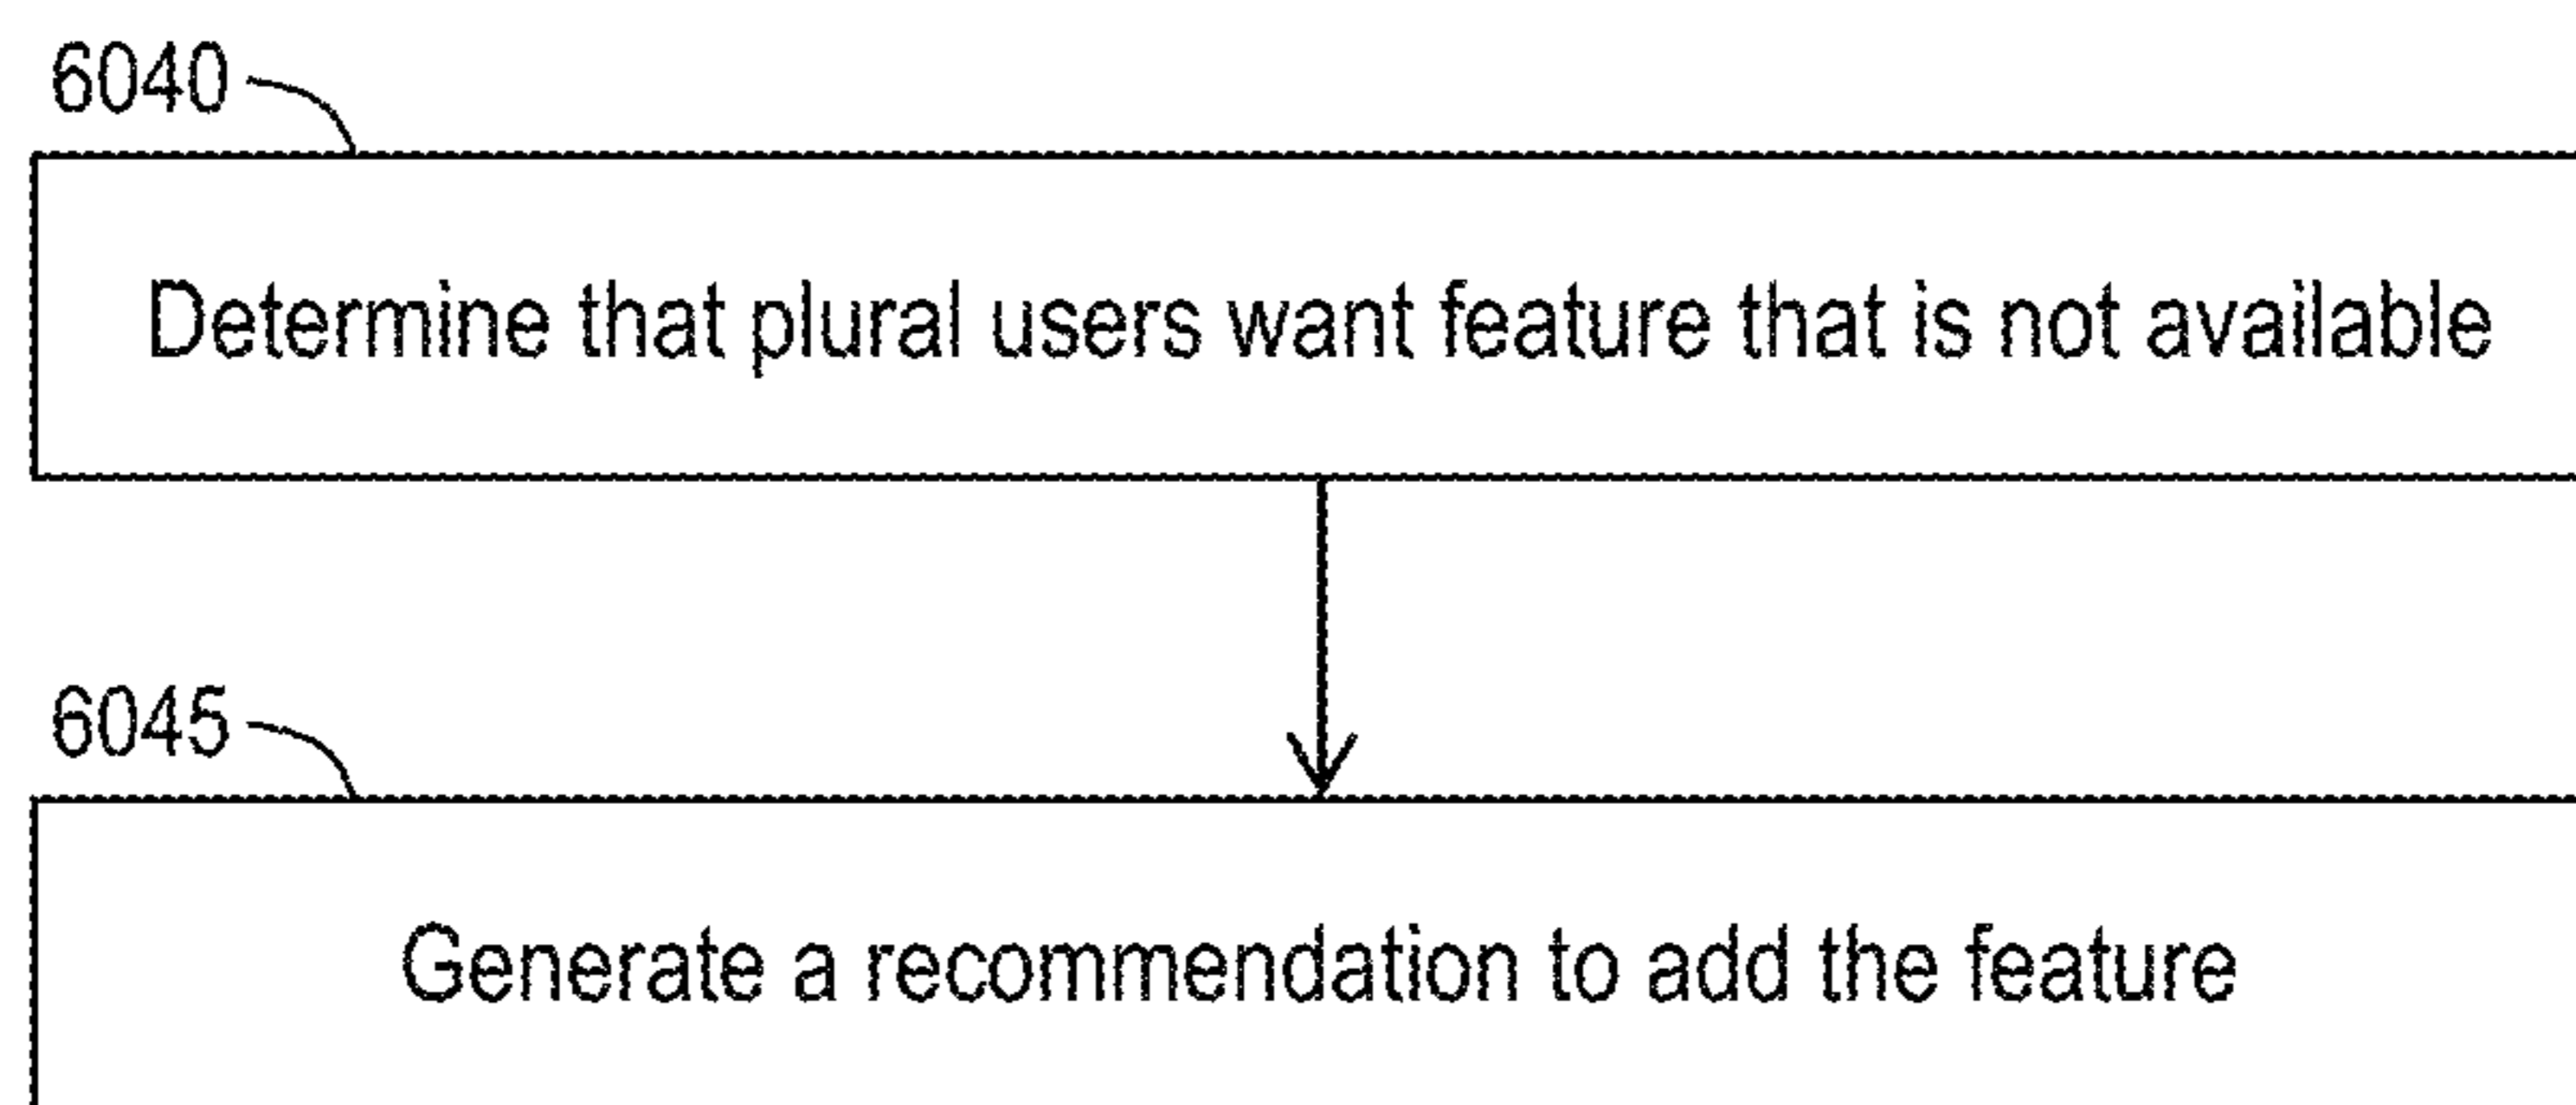 6040
Determine that plural users want feature that is not available
6045
Generate a recommendation to add the feature